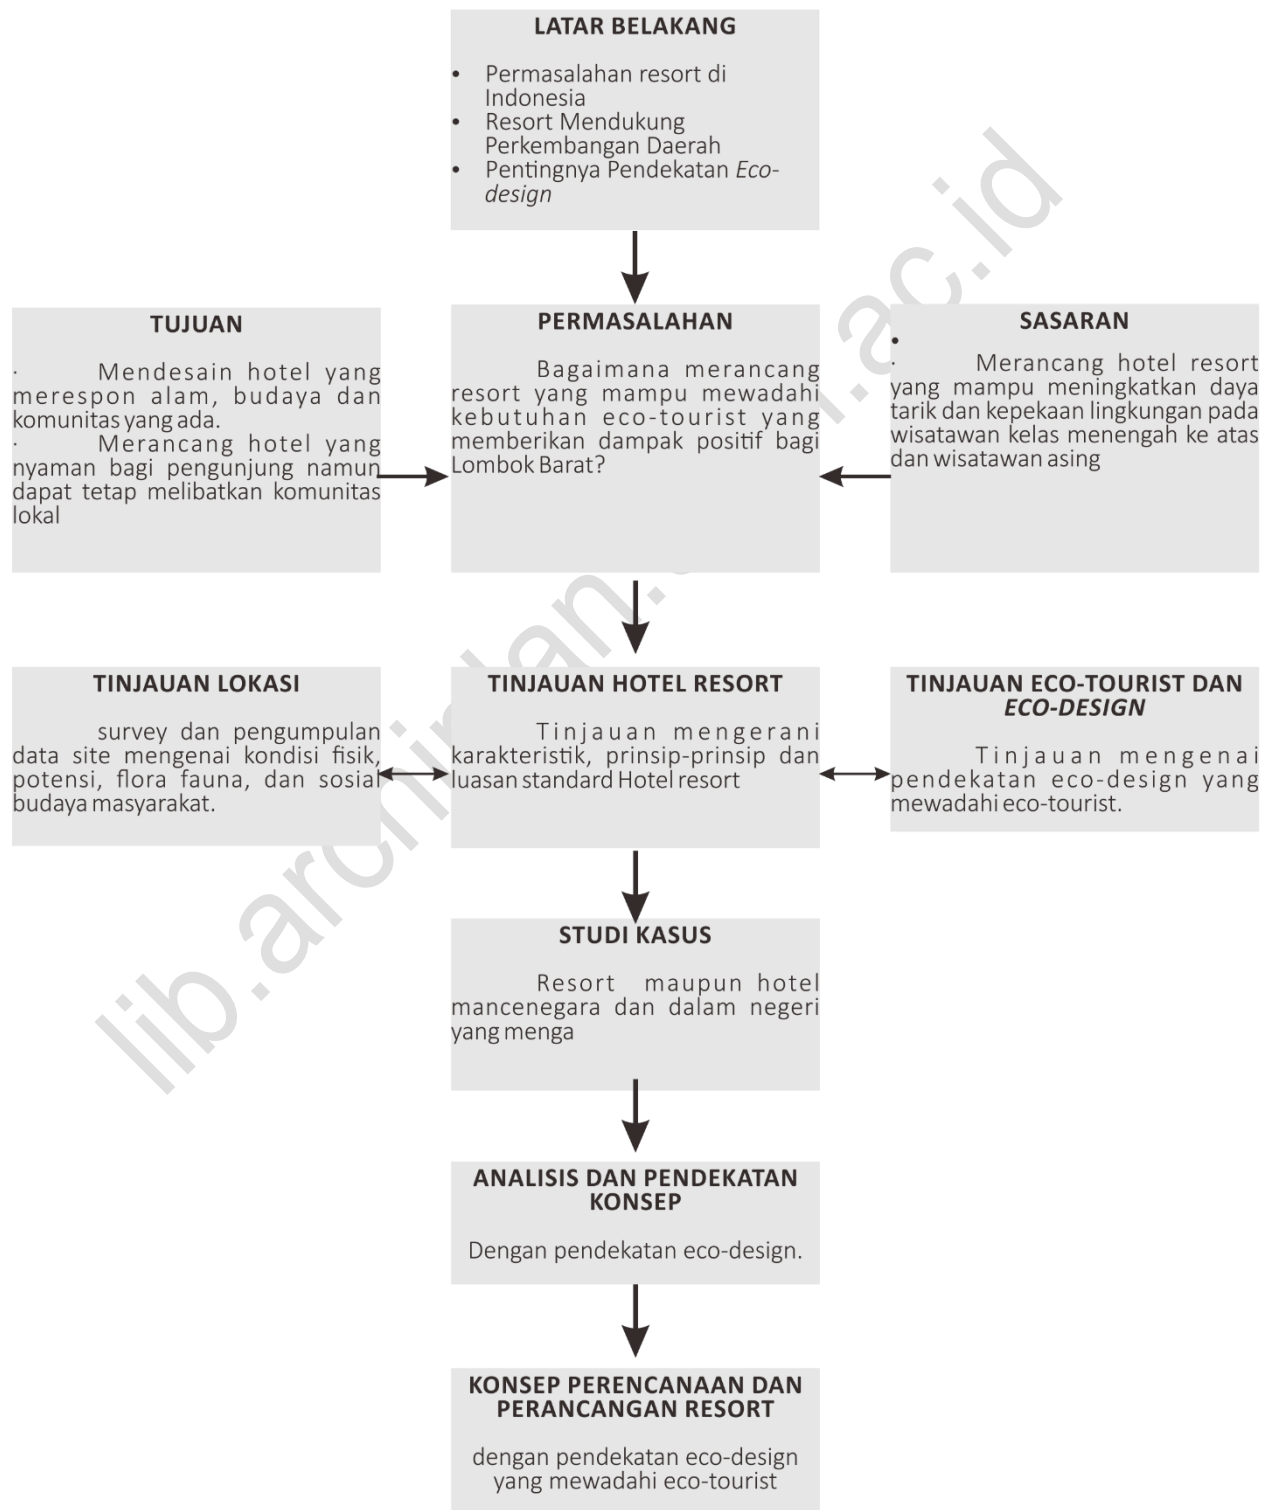 LATAR BELAKANG
• Permasalahan resort di
Indonesia
• Resort Mendukung
Perkembangan Daerah
• Pentingnya Pendekatan Eco-
design
TUJUAN
· Mendesain hotel yang
merespon alam, budaya dan
komunitas yang ada.
· Merancang hotel yang
nyaman bagi pengunjung namun
dapat tetap melibatkan komunitas
lokal
PERMASALAHAN
Bagaimana merancang
resort yang mampu mewadahi
kebutuhan eco-tourist yang
memberikan dampak positif bagi
Lombok Barat?
SASARAN
•
· Merancang hotel resort
yang mampu meningkatkan daya
tarik dan kepekaan lingkungan pada
wisatawan kelas menengah ke atas
dan wisatawan asing
TINJAUAN LOKASI
survey dan pengumpulan
data site mengenai kondisi fisik,
potensi, flora fauna, dan sosial
budaya masyarakat.
TINJAUAN HOTEL RESORT
Tinjauan mengerani
karakteristik, prinsip-prinsip dan
luasan standard Hotel resort
TINJAUAN ECO-TOURIST DAN
ECO-DESIGN
Tinjauan mengenai
pendekatan eco-design yang
mewadahi eco-tourist.
STUDI KASUS
Resort maupun hotel
mancenegara dan dalam negeri
yang menga
ANALISIS DAN PENDEKATAN
KONSEP
Dengan pendekatan eco-design.
KONSEP PERENCANAAN DAN
PERANCANGAN RESORT
dengan pendekatan eco-design
yang mewadahi eco-tourist